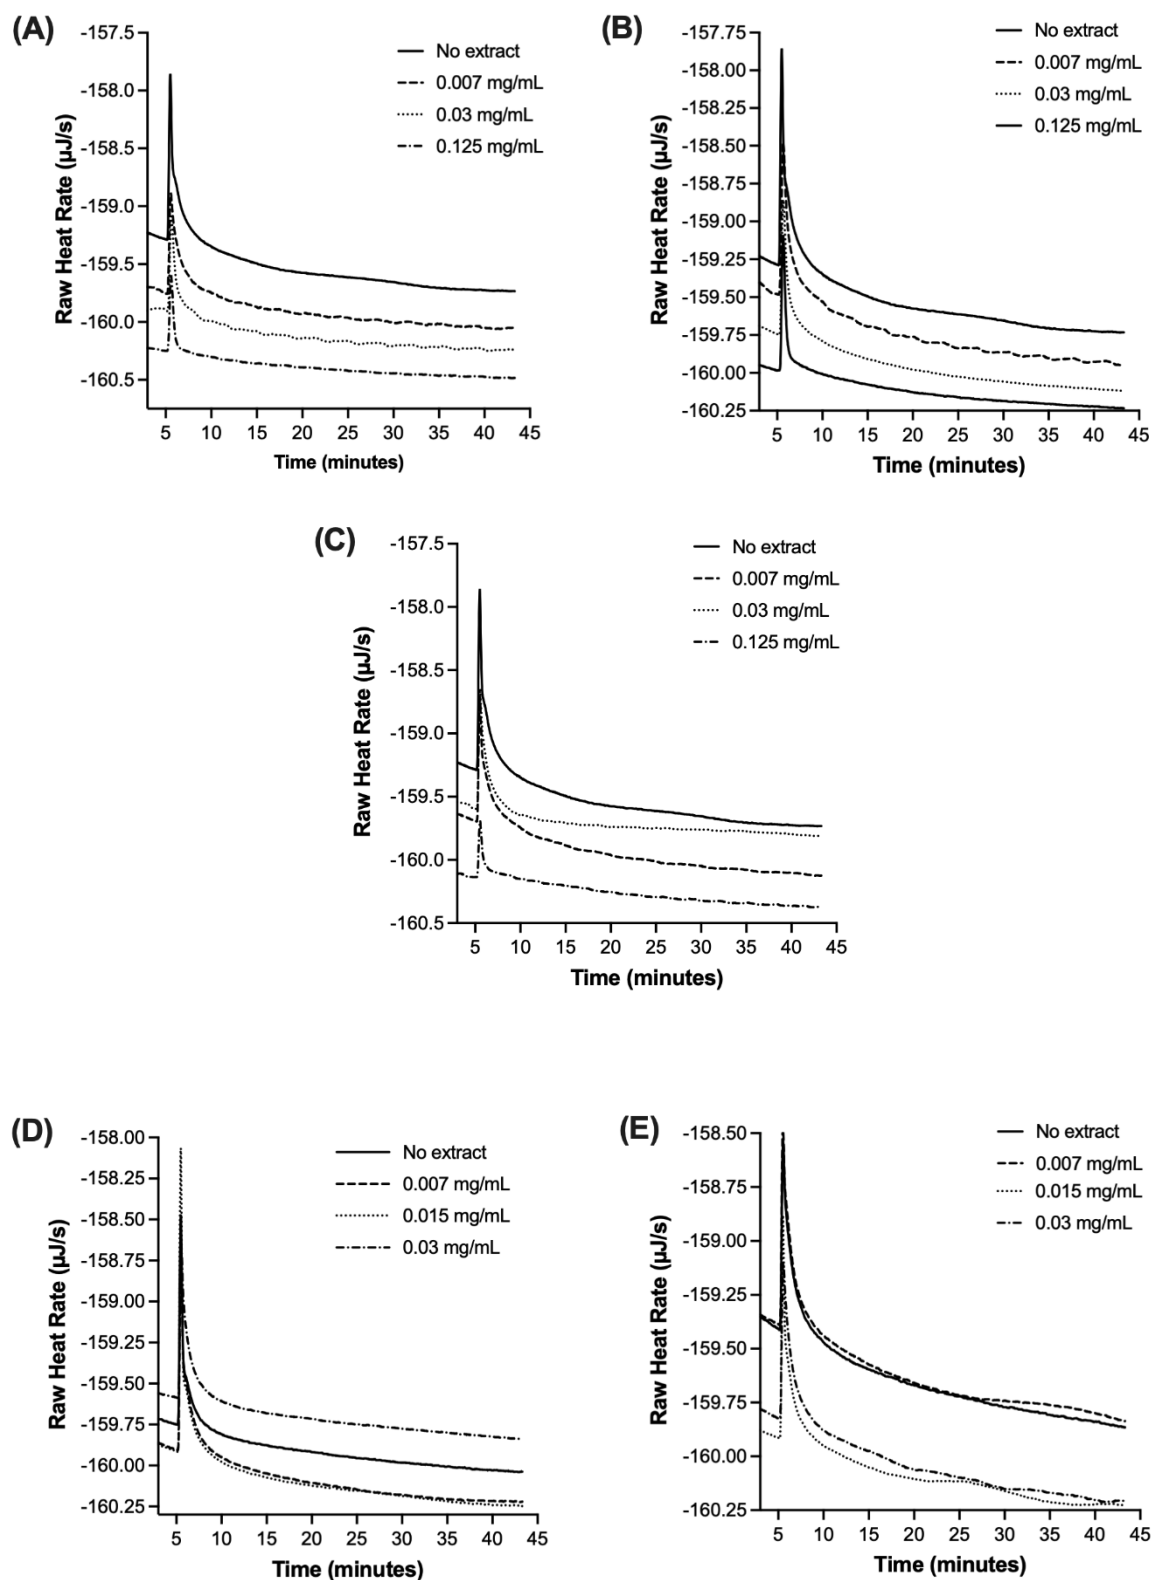 (A)
-157.5
-158.0
-158.5
-159.0
-159.5
-160.0
-160.5
Raw Heat Rate (µJ/s)
5 10 15 20 25 30 35 40 45
Time (minutes)
No extract
0.007 mg/mL
0.03 mg/mL
0.125 mg/mL
(B)
-157.75
-158.00
-158.25
-158.50
-158.75
-159.00
-159.25
-159.50
-159.75
-160.00
-160.25
Raw Heat Rate (µJ/s)
5 10 15 20 25 30 35 40 45
Time (minutes)
No extract
0.007 mg/mL
0.03 mg/mL
0.125 mg/mL
(C)
-157.5
-158.0
-158.5
-159.0
-159.5
-160.0
-160.5
Raw Heat Rate (µJ/s)
5 10 15 20 25 30 35 40 45
Time (minutes)
No extract
0.007 mg/mL
0.03 mg/mL
0.125 mg/mL
(D)
-158.00
-158.25
-158.50
-158.75
-159.00
-159.25
-159.50
-159.75
-160.00
-160.25
Raw Heat Rate (µJ/s)
5 10 15 20 25 30 35 40 45
Time (minutes)
No extract
0.007 mg/mL
0.015 mg/mL
0.03 mg/mL
(E)
-158.50
-158.75
-159.00
-159.25
-159.50
-159.75
-160.00
-160.25
Raw Heat Rate (µJ/s)
5 10 15 20 25 30 35 40 45
Time (minutes)
No extract
0.007 mg/mL
0.015 mg/mL
0.03 mg/mL